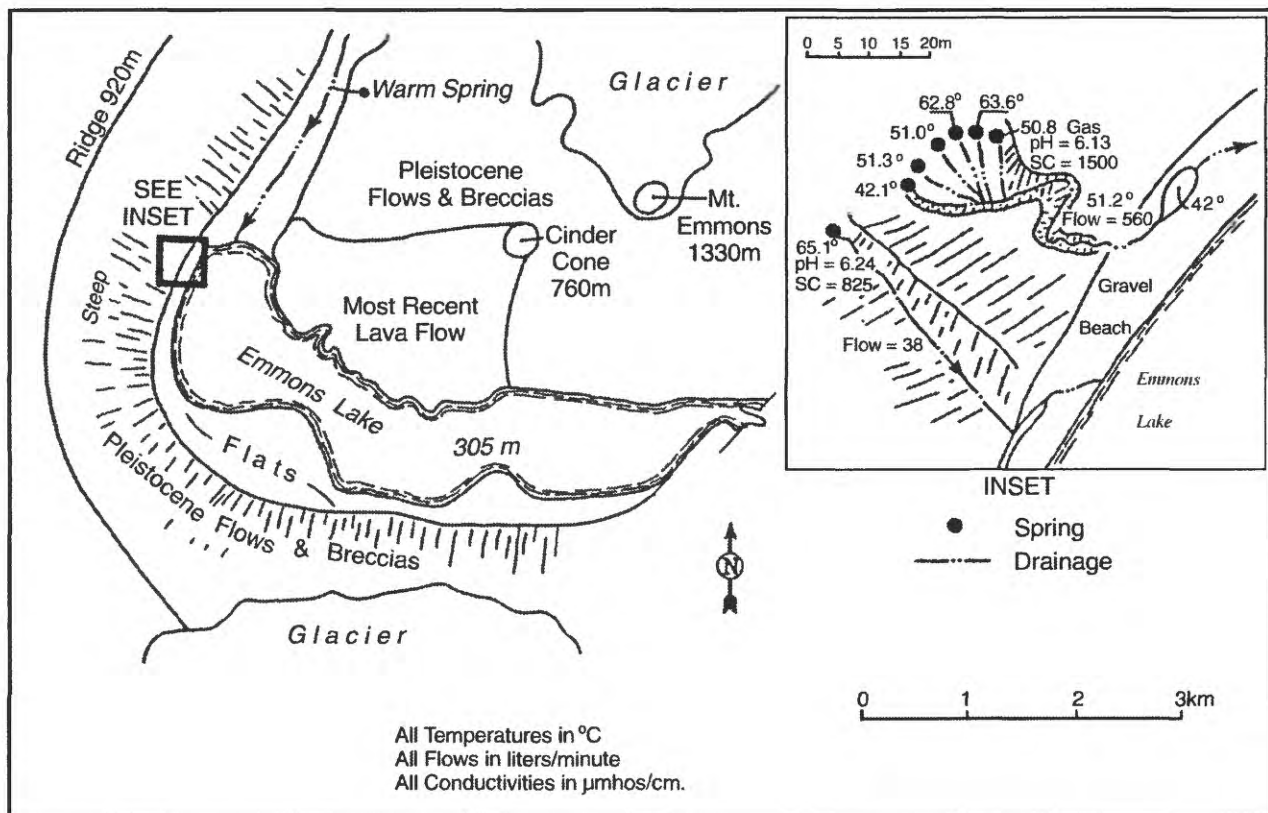 Ridge 920m
Warm Spring
Glacier
SEE
INSET
Pleistocene
Flows & Breccias
Mt.
Emmons
1330m
Cinder
Cone
760m
Steep
Most Recent
Lava Flow
Emmons Lake
305 m
Flats
Pleistocene Flows & Breccias
N
Glacier
All Temperatures in °C
All Flows in liters/minute
All Conductivities in µmhos/cm.
0 5 10 20m
62.8°
63.6°
51.0°
50.8 Gas
pH = 6.13
SC = 1500
51.3°
42.1°
51.2°
Flow = 560
42°
65.1°
pH = 6.24
SC = 825
Gravel
Beach
Flow = 38
Emmons
Lake
INSET
Spring
Drainage
0 1 2 3km